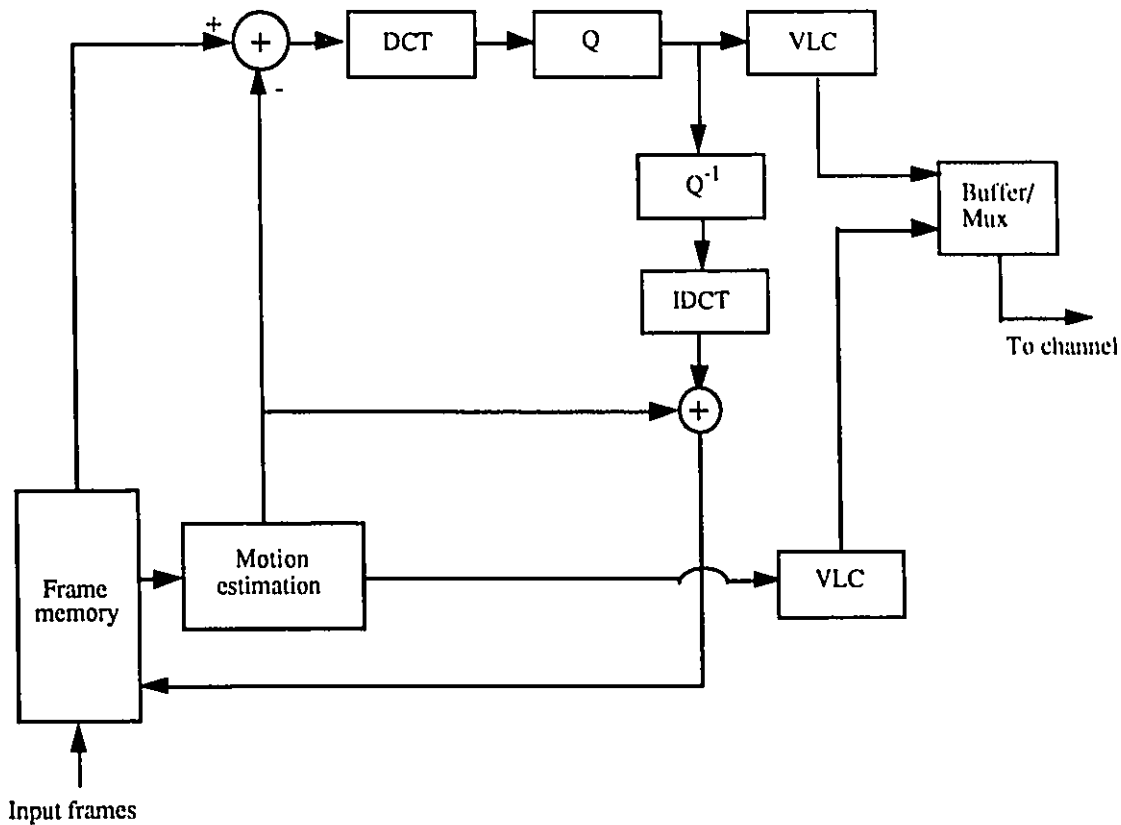 +
+
-
DCT
Q
VLC
Q⁻¹
Buffer/
Mux
IDCT
To channel
+
Motion
estimation
VLC
Frame
memory
Input frames